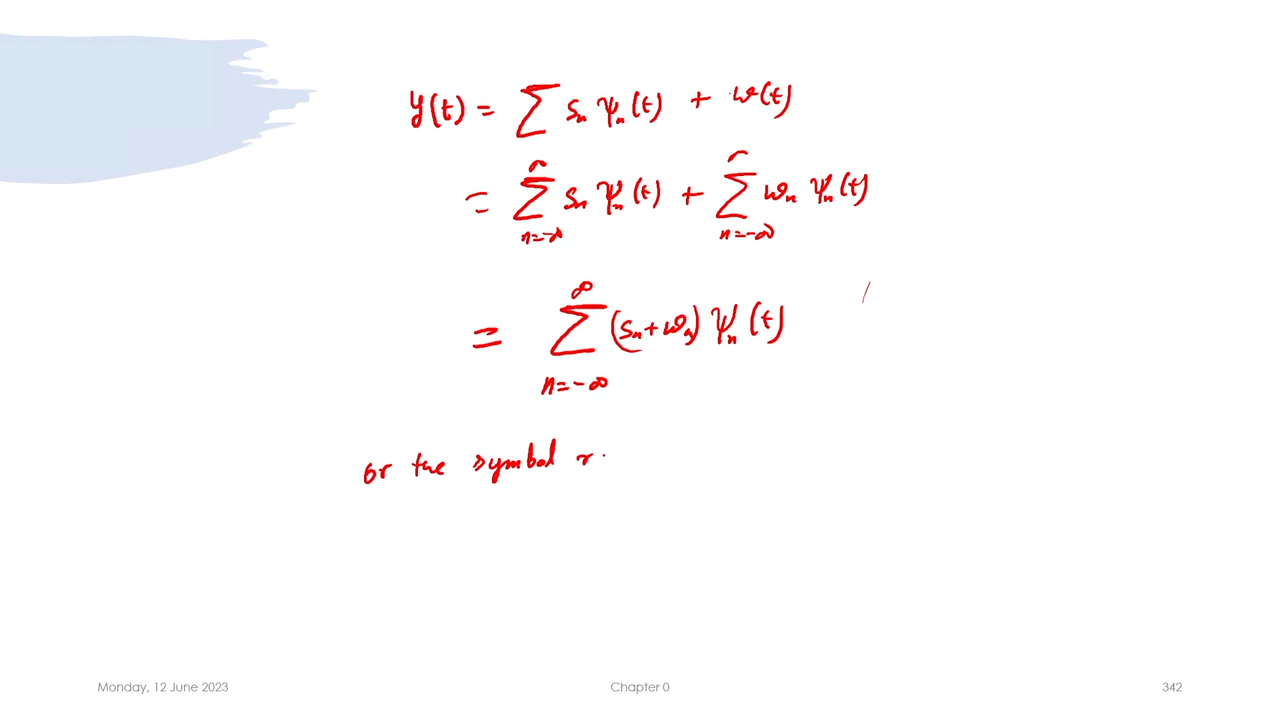 y(t) = ∑ sₙ ψₙ(t) + w(t)
= ∑ₙ₌₋∞^∞ sₙ ψₙ(t) + ∑ₙ₌₋∞^∞ wₙ ψₙ(t)
= ∑ₙ₌₋∞^∞ (sₙ+wₙ) ψₙ(t)
or the symbol r
Monday, 12 June 2023 Chapter 0 342